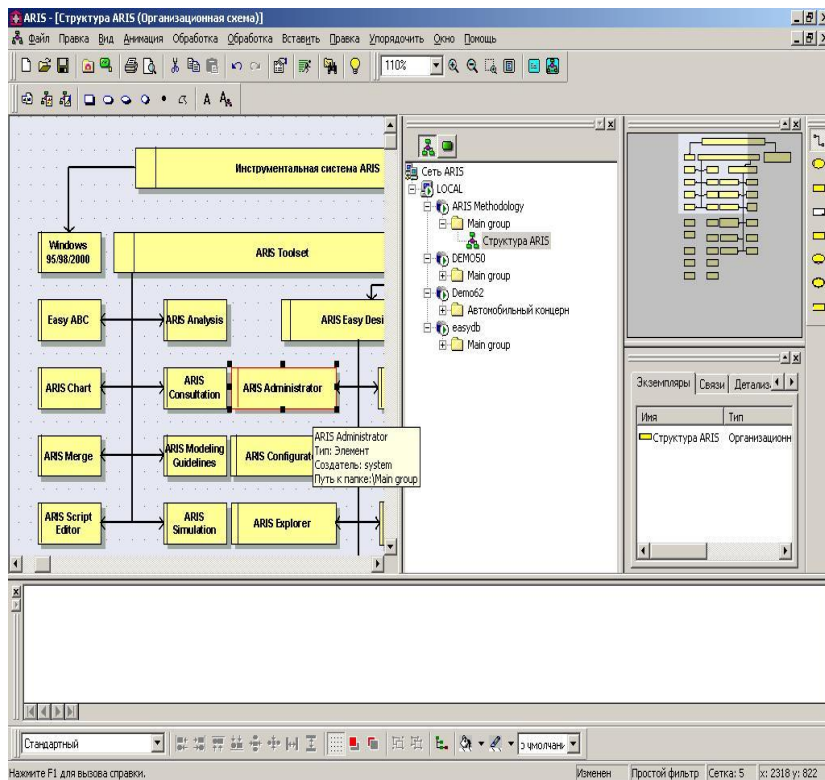 ARIS - [Структура ARIS (Организационная схема)]
Файл Правка Вид Анимация Обработка Обработка Вставить Правка Упорядочить Окно Помощь
110%
A
Инструментальная система ARIS
Windows
95/98/2000
ARIS Toolset
Easy ABC
ARIS Analysis
ARIS Easy Desi
ARIS Chart
ARIS
Consultation
ARIS Administrator
ARIS Administrator
Тип: Элемент
Создатель: system
Путь к папке:\Main group
ARIS Merge
ARIS Modeling
Guidelines
ARIS Configurat
ARIS Script
Editor
ARIS
Simulation
ARIS Explorer
Сеть ARIS
LOCAL
ARIS Methodology
Main group
Структура ARIS
DEMO50
Main group
Demo62
Автомобильный концерн
easydb
Main group
Экземпляры Связи Детализ.
Имя Тип
Структура ARIS Организационн
Стандартный
о умолчан
Нажмите F1 для вызова справки.
Изменен Простой фильтр Сетка: 5 x: 2318 y: 822